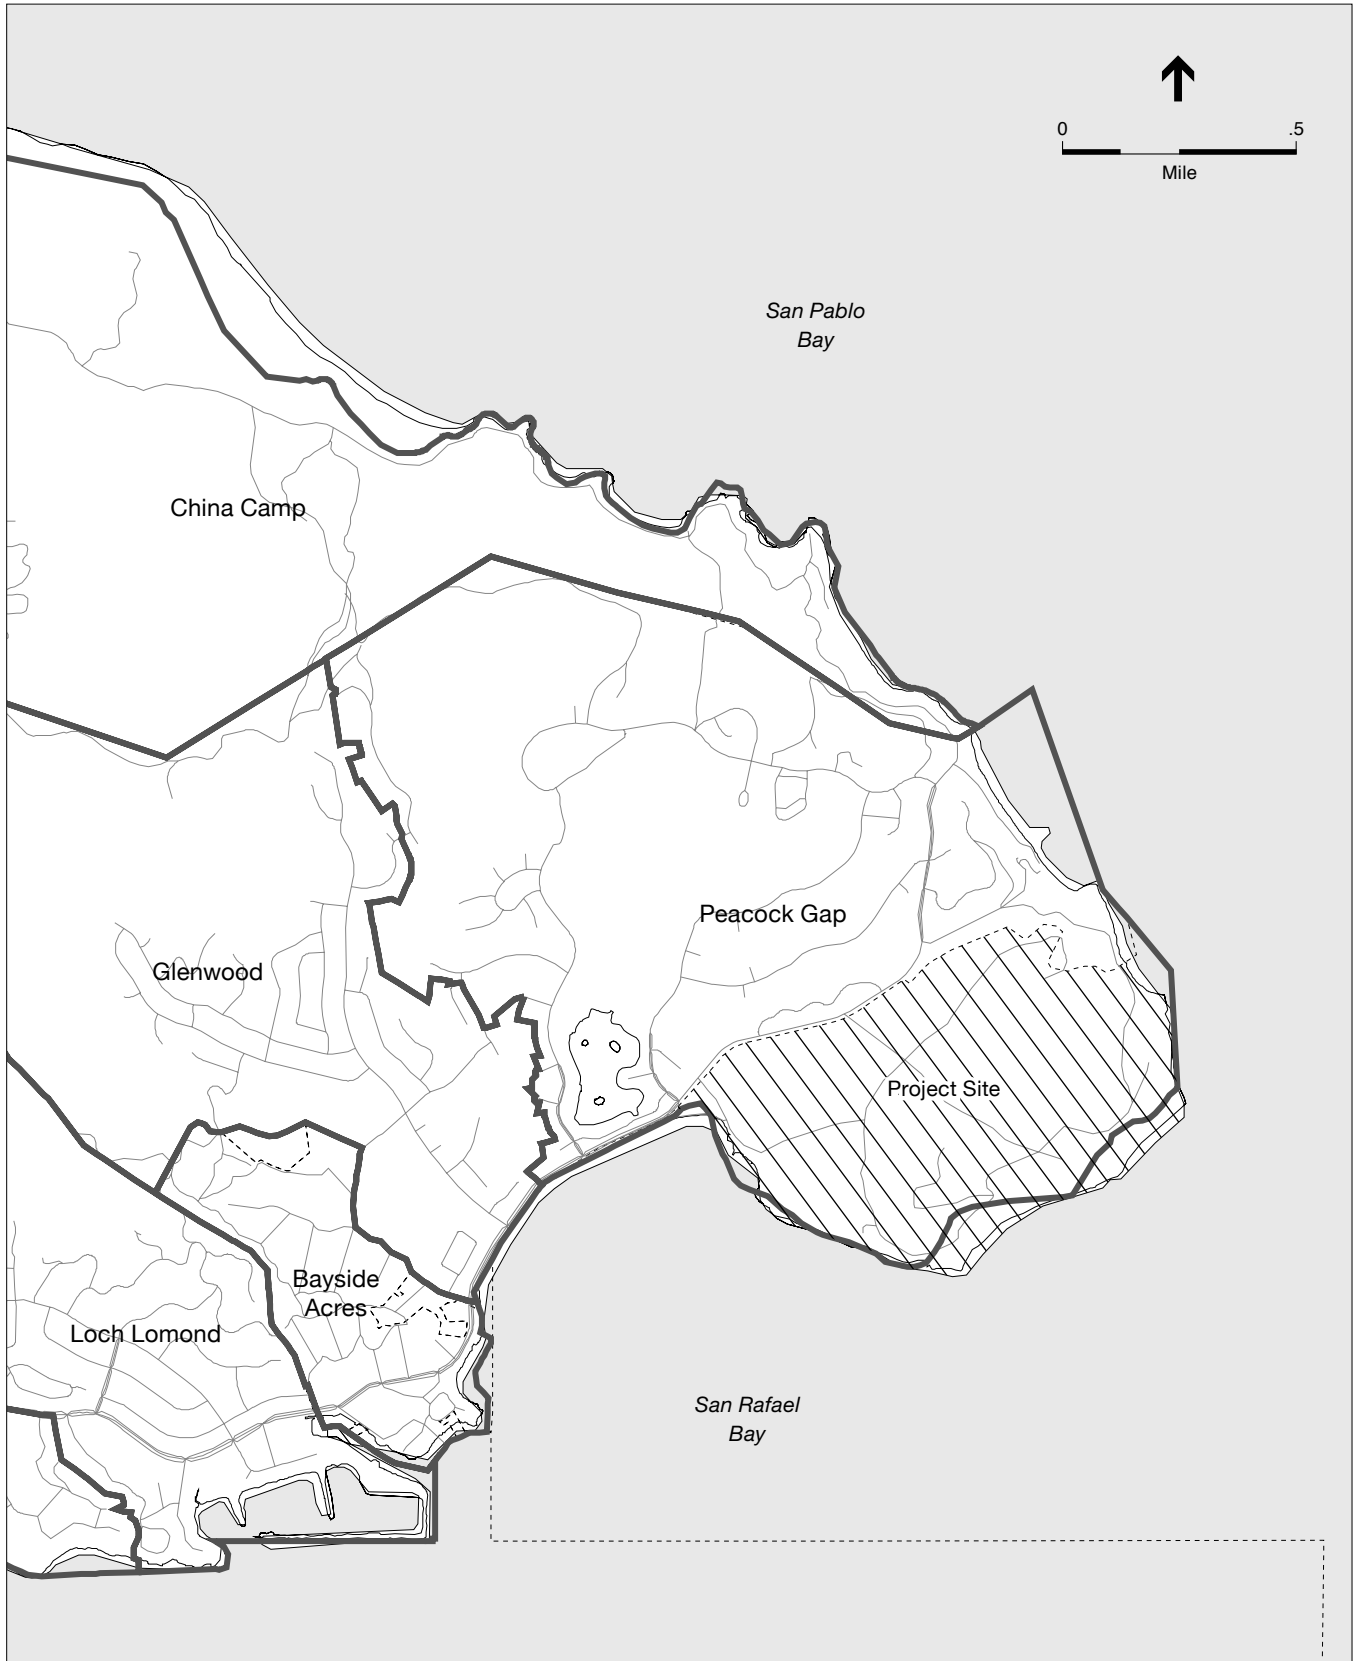 0 .5
Mile
San Pablo
Bay
China Camp
Peacock Gap
Glenwood
Project Site
Bayside
Acres
Loch Lomond
San Rafael
Bay